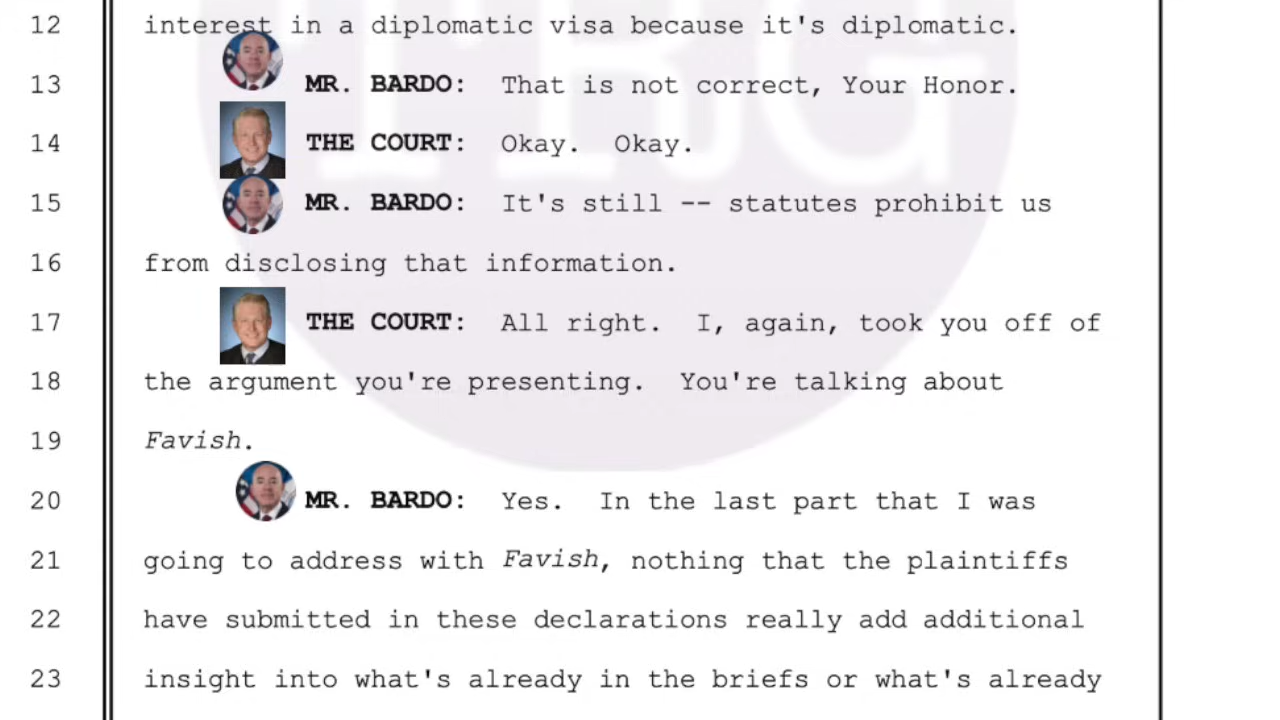 12 interest in a diplomatic visa because it's diplomatic.
13 MR. BARDO: That is not correct, Your Honor.
14 THE COURT: Okay. Okay.
15 MR. BARDO: It's still -- statutes prohibit us
16 from disclosing that information.
17 THE COURT: All right. I, again, took you off of
18 the argument you're presenting. You're talking about
19 Favish.
20 MR. BARDO: Yes. In the last part that I was
21 going to address with Favish, nothing that the plaintiffs
22 have submitted in these declarations really add additional
23 insight into what's already in the briefs or what's already